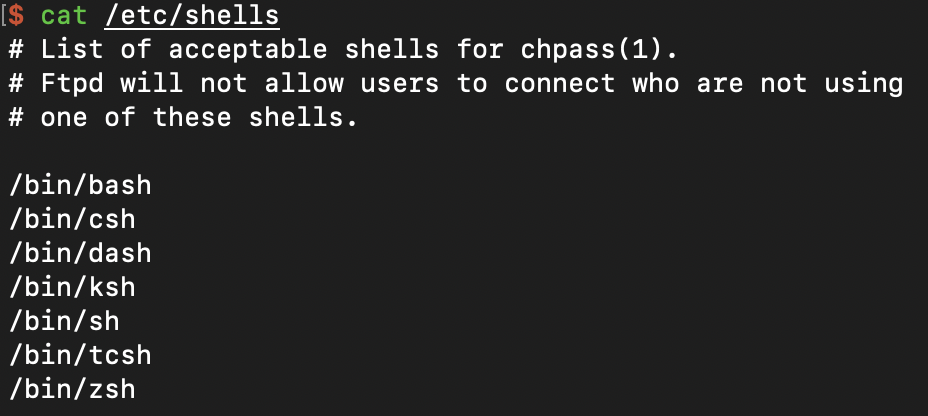 [$ cat /etc/shells
# List of acceptable shells for chpass(1).
# Ftpd will not allow users to connect who are not using
# one of these shells.

/bin/bash
/bin/csh
/bin/dash
/bin/ksh
/bin/sh
/bin/tcsh
/bin/zsh